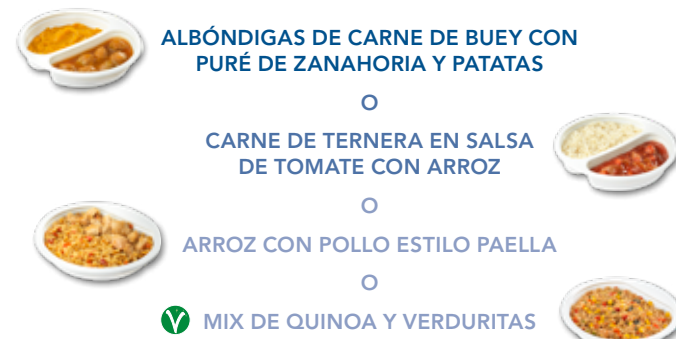 ALBÓNDIGAS DE CARNE DE BUEY CON
PURÉ DE ZANAHORIA Y PATATAS
O
CARNE DE TERNERA EN SALSA
DE TOMATE CON ARROZ
O
ARROZ CON POLLO ESTILO PAELLA
O
MIX DE QUINOA Y VERDURITAS